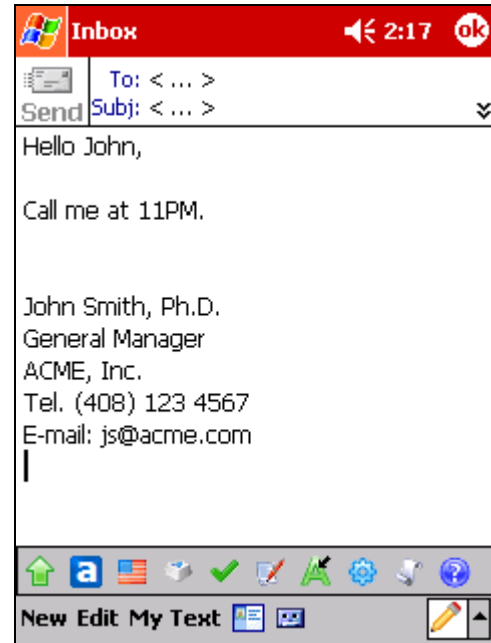 Inbox 2:17 ok
To: < ... >
Send Subj: < ... >
Hello John,
Call me at 11PM.
John Smith, Ph.D.
General Manager
ACME, Inc.
Tel. (408) 123 4567
E-mail: js@acme.com
a ?
New Edit My Text